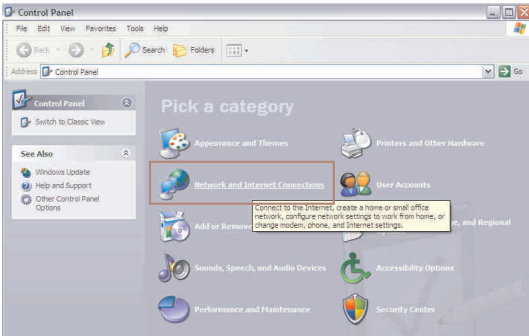 Control Panel
File Edit View Favorites Tools Help
Back Search Folders
Address Control Panel Go
Control Panel
Switch to Classic View
See Also
Windows Update
Help and Support
Other Control Panel
Options
Pick a category
Appearance and Themes
Printers and Other Hardware
Network and Internet Connections
User Accounts
Add or Remove
Connect to the Internet, create a home or small office
network, configure network settings to work from home, or
change modem, phone, and Internet settings.
e, and Regional
Sounds, Speech, and Audio Devices
Accessibility Options
Performance and Maintenance
Security Center